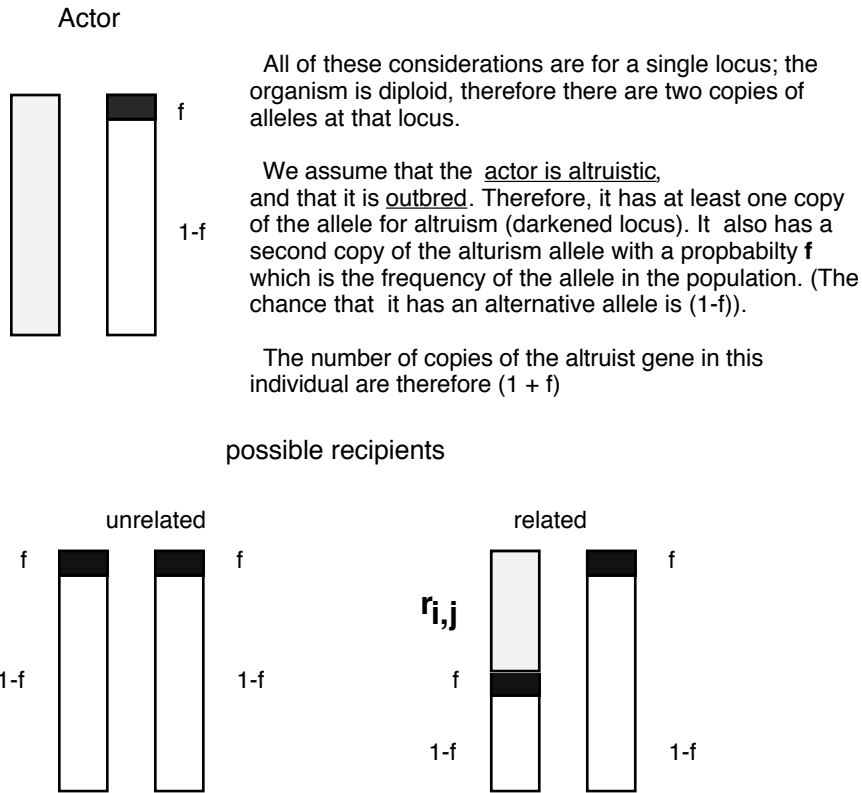 Actor
All of these considerations are for a single locus; the
organism is diploid, therefore there are two copies of
alleles at that locus.
f
We assume that the actor is altruistic,
and that it is outbred. Therefore, it has at least one copy
of the allele for altruism (darkened locus). It also has a
1-f
second copy of the alturism allele with a propbabilty f
which is the frequency of the allele in the population. (The
chance that it has an alternative allele is (1-f)).
The number of copies of the altruist gene in this
individual are therefore (1 + f)
possible recipients
unrelated
f
f
1-f
1-f
related
f
ri,j
f
1-f
1-f